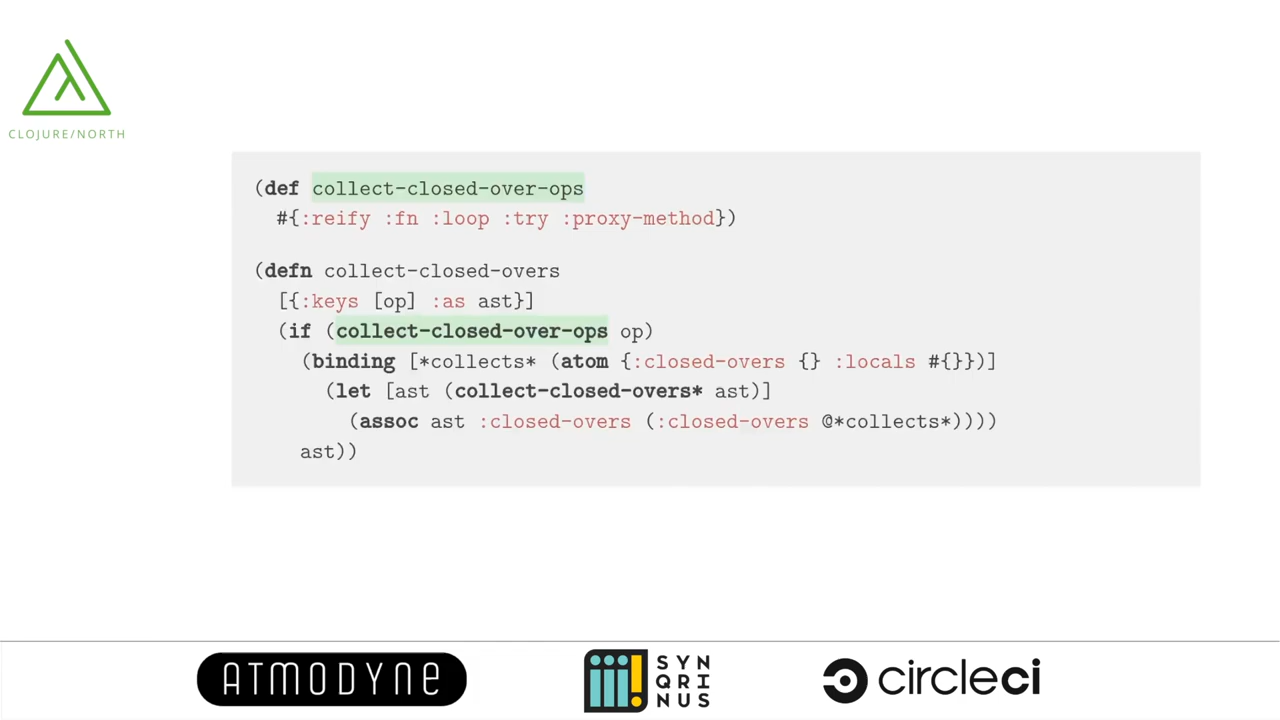 CLOJURE/NORTH
(def collect-closed-over-ops
  #{:reify :fn :loop :try :proxy-method})
(defn collect-closed-overs
  [{:keys [op] :as ast}]
  (if (collect-closed-over-ops op)
    (binding [*collects* (atom {:closed-overs {} :locals #{}})]
      (let [ast (collect-closed-overs* ast)]
        (assoc ast :closed-overs (:closed-overs @*collects*))))
    ast))
ATMODYNE
SYN
QRI
NUS
circleci